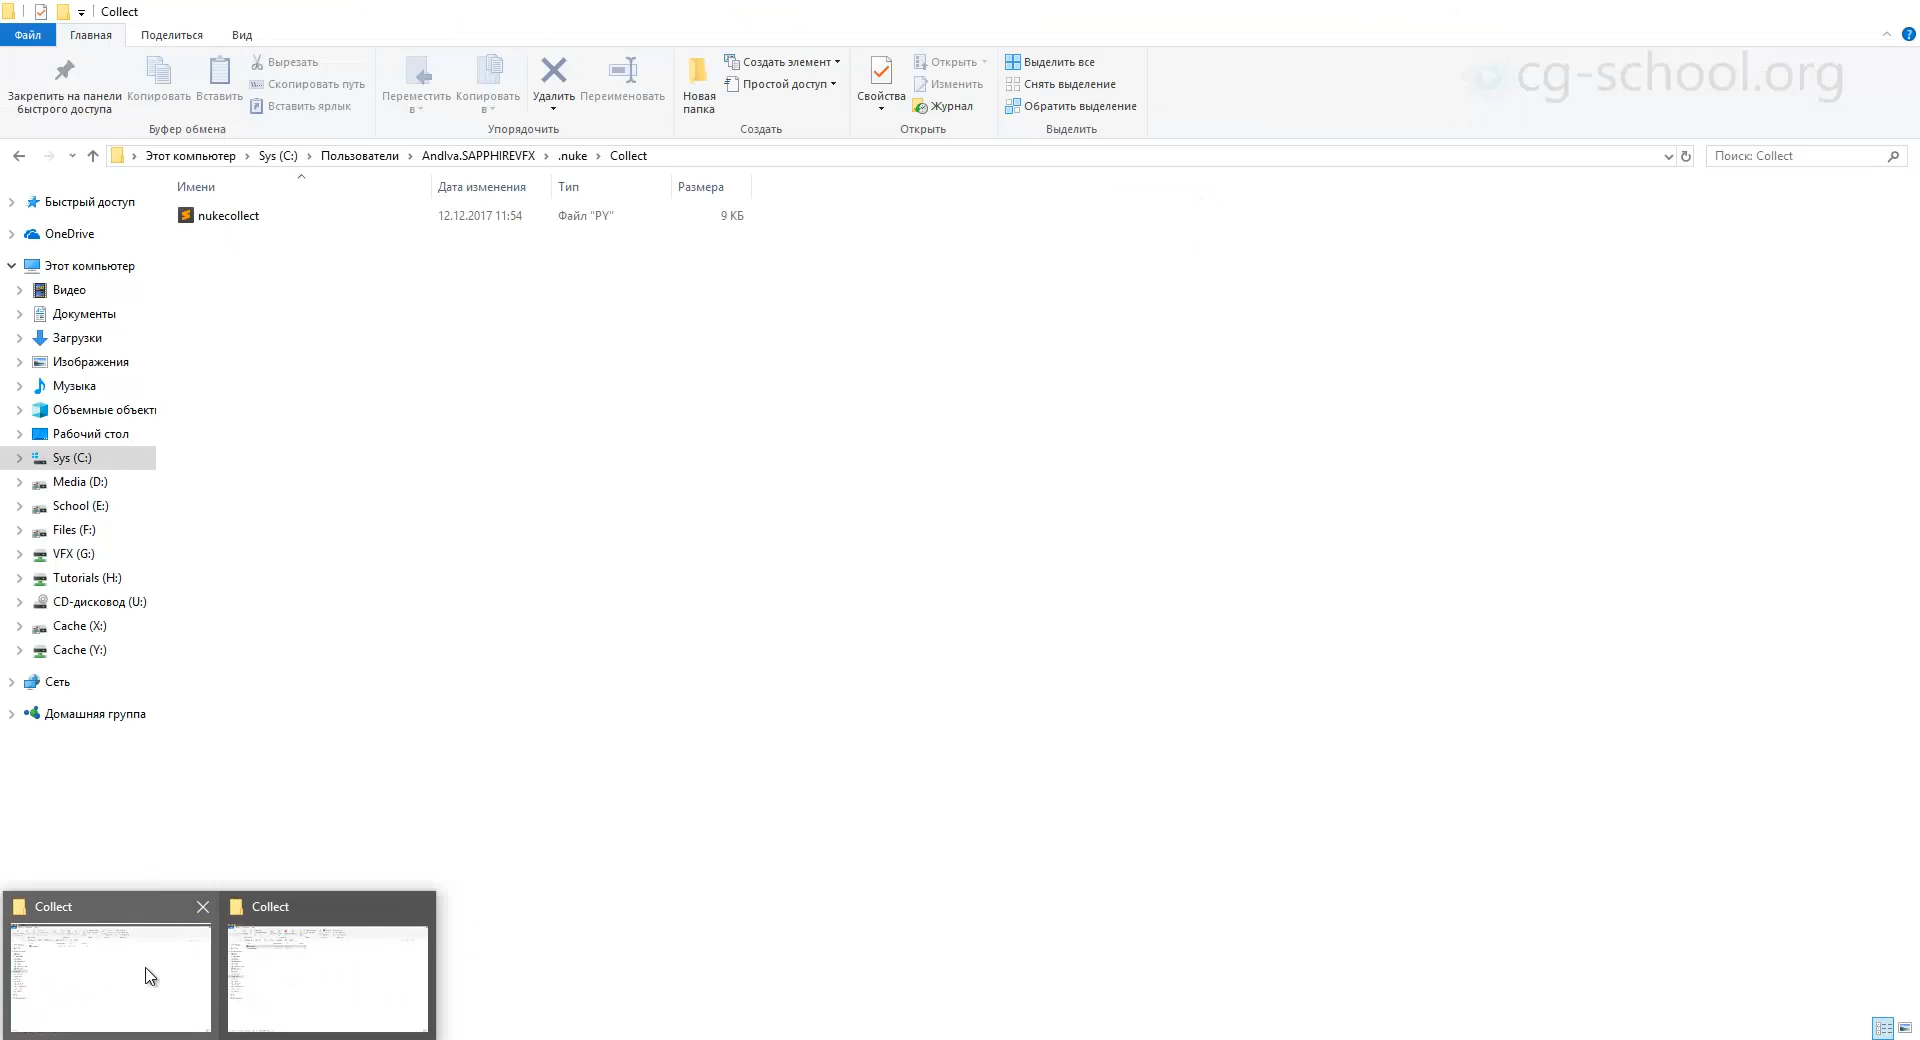 Collect
Файл Главная Поделиться Вид
Закрепить на панели
быстрого доступа
Копировать Вставить
Вырезать
Скопировать путь
Вставить ярлык
Буфер обмена
Переместить
в
Копировать
в
Удалить Переименовать
Упорядочить
Новая
папка
Создать элемент
Простой доступ
Создать
Свойства
Открыть
Изменить
Журнал
Открыть
Выделить все
Снять выделение
Обратить выделение
Выделить
cg-school.org
Этот компьютер Sys (C:) Пользователи AndIva.SAPPHIREVFX .nuke Collect
Поиск: Collect
Имени Дата изменения Тип Размера
nukecollect 12.12.2017 11:54 Файл "PY" 9 КБ
Быстрый доступ
OneDrive
Этот компьютер
Видео
Документы
Загрузки
Изображения
Музыка
Объемные объект
Рабочий стол
Sys (C:)
Media (D:)
School (E:)
Files (F:)
VFX (G:)
Tutorials (H:)
CD-дисковод (U:)
Cache (X:)
Cache (Y:)
Сеть
Домашняя группа
Collect Collect